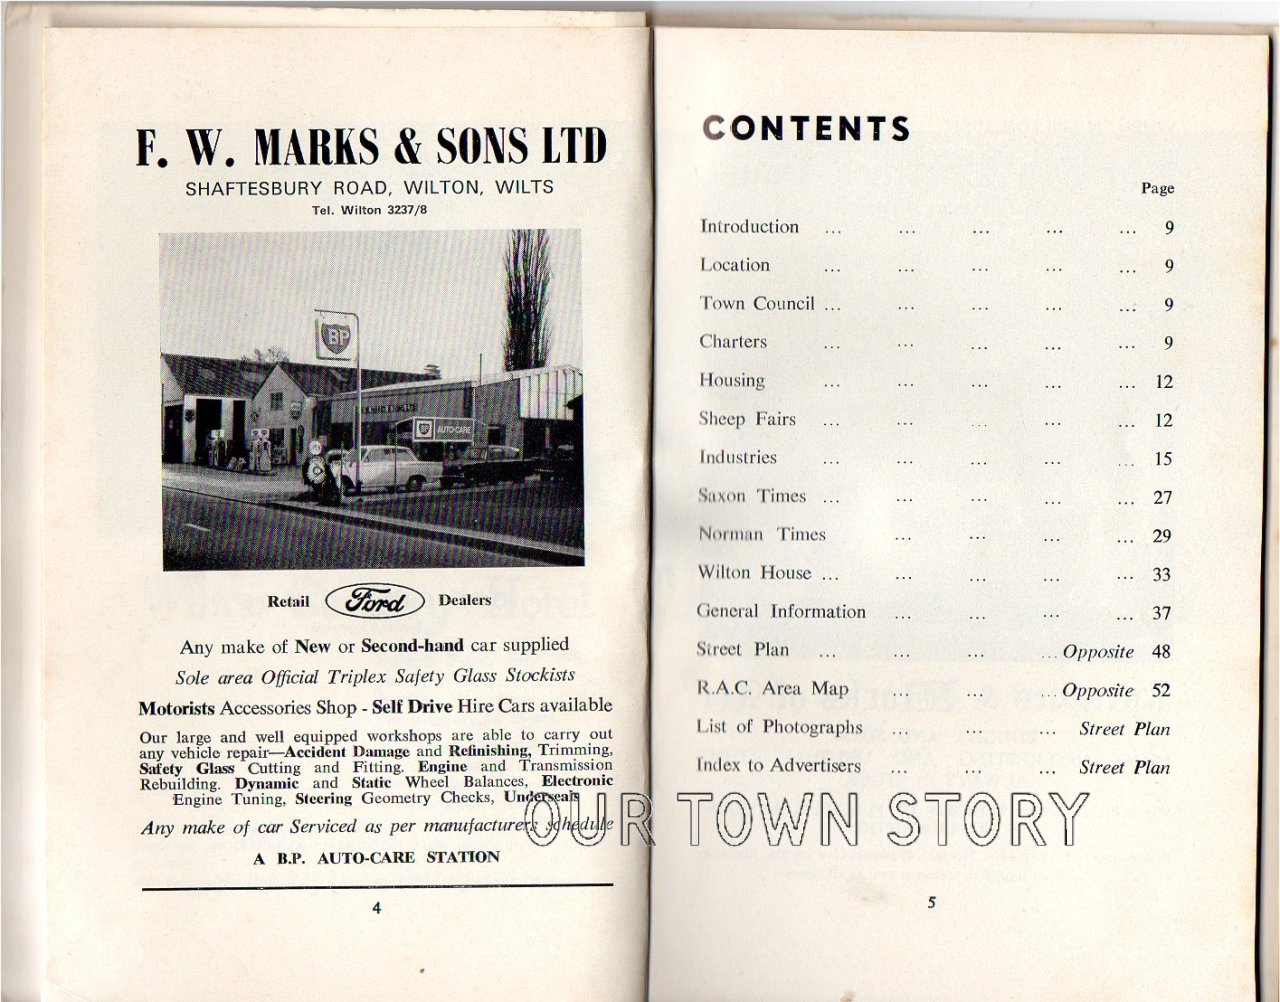 F. W. MARKS & SONS LTD
SHAFTESBURY ROAD, WILTON, WILTS
Tel. Wilton 3237/8
BP
BP AUTO-CARE
Retail Ford Dealers
Any make of New or Second-hand car supplied
Sole area Official Triplex Safety Glass Stockists
Motorists Accessories Shop - Self Drive Hire Cars available
Our large and well equipped workshops are able to carry out
any vehicle repair—Accident Damage and Refinishing, Trimming,
Safety Glass Cutting and Fitting. Engine and Transmission
Rebuilding. Dynamic and Static Wheel Balances, Electronic
Engine Tuning, Steering Geometry Checks, Underseals
Any make of car Serviced as per manufacturers schedule
A B.P. AUTO-CARE STATION
4
CONTENTS
Page
Introduction ... ... ... ... ... 9
Location ... ... ... ... ... 9
Town Council ... ... ... ... ... 9
Charters ... ... ... ... ... 9
Housing ... ... ... ... ... 12
Sheep Fairs ... ... ... ... ... 12
Industries ... ... ... ... ... 15
Saxon Times ... ... ... ... ... 27
Norman Times ... ... ... ... 29
Wilton House ... ... ... ... ... 33
General Information ... ... ... ... 37
Street Plan ... ... ... ... Opposite 48
R.A.C. Area Map ... ... ... Opposite 52
List of Photographs ... ... ... Street Plan
Index to Advertisers ... ... ... Street Plan
5
OUR TOWN STORY